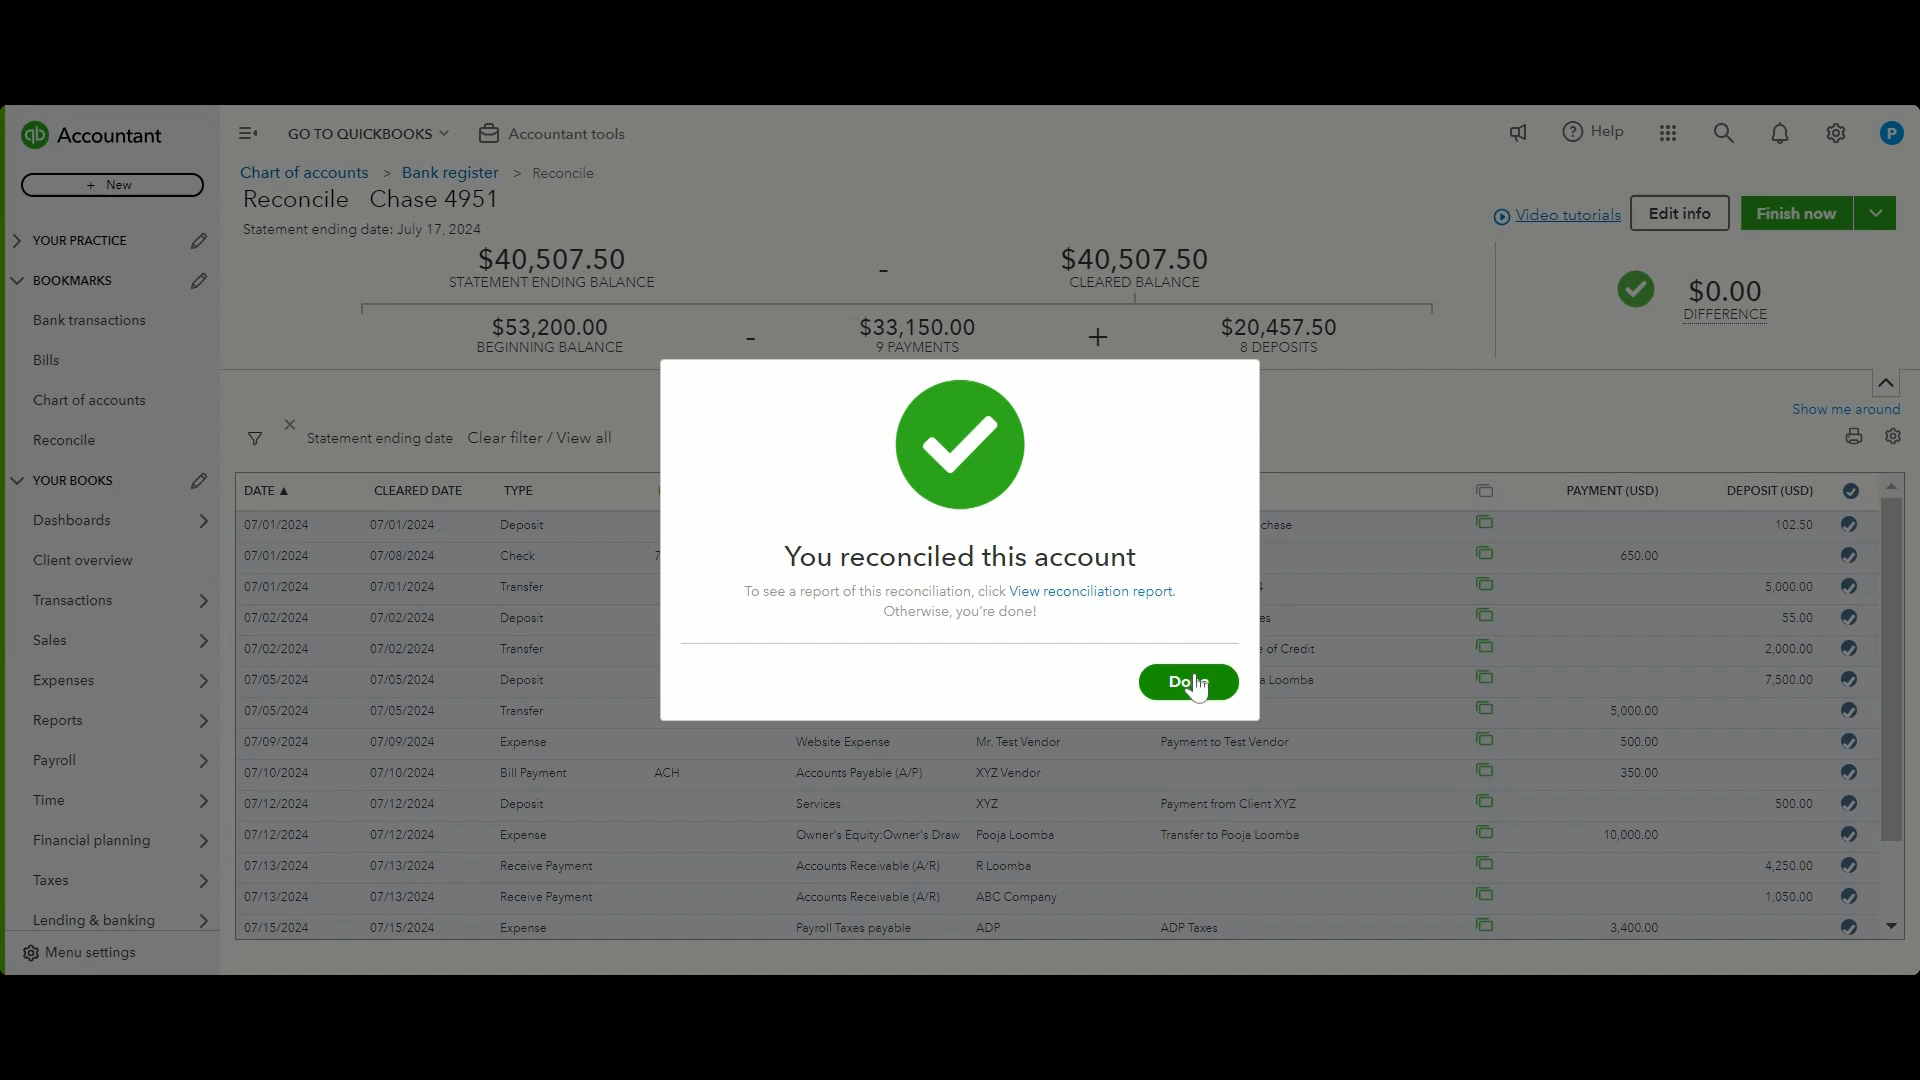 qb Accountant
GO TO QUICKBOOKS
Accountant tools
Help
P
+ New
Chart of accounts > Bank register > Reconcile
Reconcile Chase 4951
Statement ending date: July 17, 2024
Video tutorials
Edit info
Finish now
YOUR PRACTICE
BOOKMARKS
Bank transactions
Bills
Chart of accounts
Reconcile
YOUR BOOKS
Dashboards
Client overview
Transactions
Sales
Expenses
Reports
Payroll
Time
Financial planning
Taxes
Lending & banking
Menu settings
$40,507.50 - $40,507.50
STATEMENT ENDING BALANCE CLEARED BALANCE
$0.00
DIFFERENCE
$53,200.00 - $33,150.00 + $20,457.50
BEGINNING BALANCE 9 PAYMENTS 8 DEPOSITS
Show me around
Statement ending date Clear filter / View all
You reconciled this account
To see a report of this reconciliation, click View reconciliation report.
Otherwise, you're done!
DATE ▲ CLEARED DATE TYPE PAYMENT (USD) DEPOSIT (USD)
07/01/2024 07/01/2024 Deposit chase 102.50
07/01/2024 07/08/2024 Check 7 650.00
07/01/2024 07/01/2024 Transfer 5,000.00
07/02/2024 07/02/2024 Deposit es 55.00
07/02/2024 07/02/2024 Transfer e of Credit 2,000.00
07/05/2024 07/05/2024 Deposit a Loomba 7,500.00
07/05/2024 07/05/2024 Transfer 5,000.00
07/09/2024 07/09/2024 Expense Website Expense Mr. Test Vendor Payment to Test Vendor 500.00
07/10/2024 07/10/2024 Bill Payment ACH Accounts Payable (A/P) XYZ Vendor 350.00
07/12/2024 07/12/2024 Deposit Services XYZ Payment from Client XYZ 500.00
07/12/2024 07/12/2024 Expense Owner's Equity:Owner's Draw Pooja Loomba Transfer to Pooja Loomba 10,000.00
07/13/2024 07/13/2024 Receive Payment Accounts Receivable (A/R) R Loomba 4,250.00
07/13/2024 07/13/2024 Receive Payment Accounts Receivable (A/R) ABC Company 1,050.00
07/15/2024 07/15/2024 Expense Payroll Taxes payable ADP ADP Taxes 3,400.00